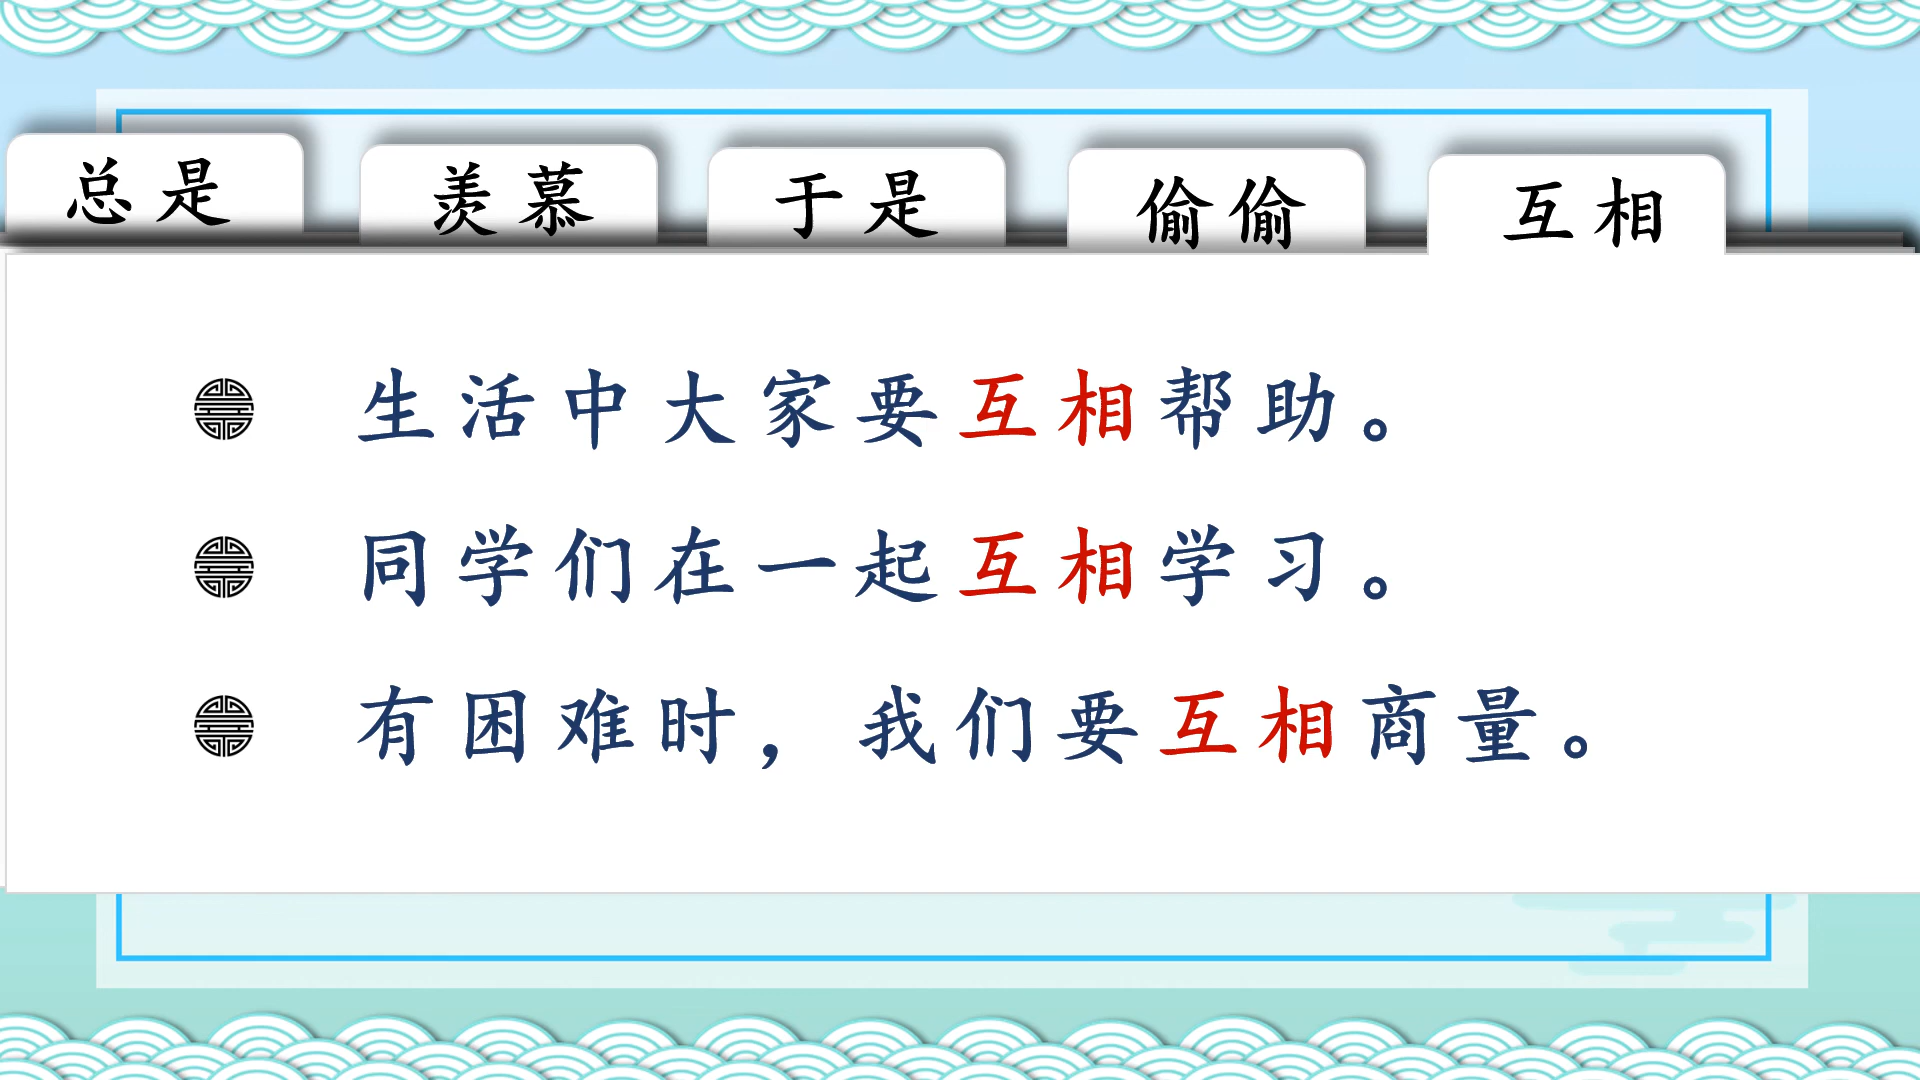 总是 羡慕 于是 偷偷 互相
生活中大家要互相帮助。
同学们在一起互相学习。
有困难时，我们要互相商量。